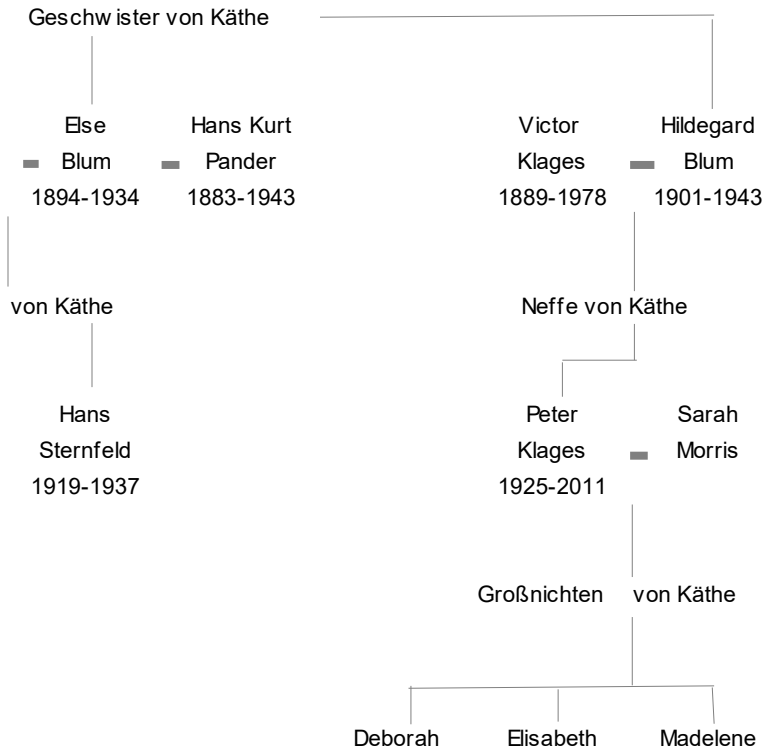 Geschwister von Käthe
Else Hans Kurt Victor Hildegard
Blum Pander Klages Blum
1894-1934 1883-1943 1889-1978 1901-1943
von Käthe Neffe von Käthe
Hans Peter Sarah
Sternfeld Klages Morris
1919-1937 1925-2011
Großnichten von Käthe
Deborah Elisabeth Madelene